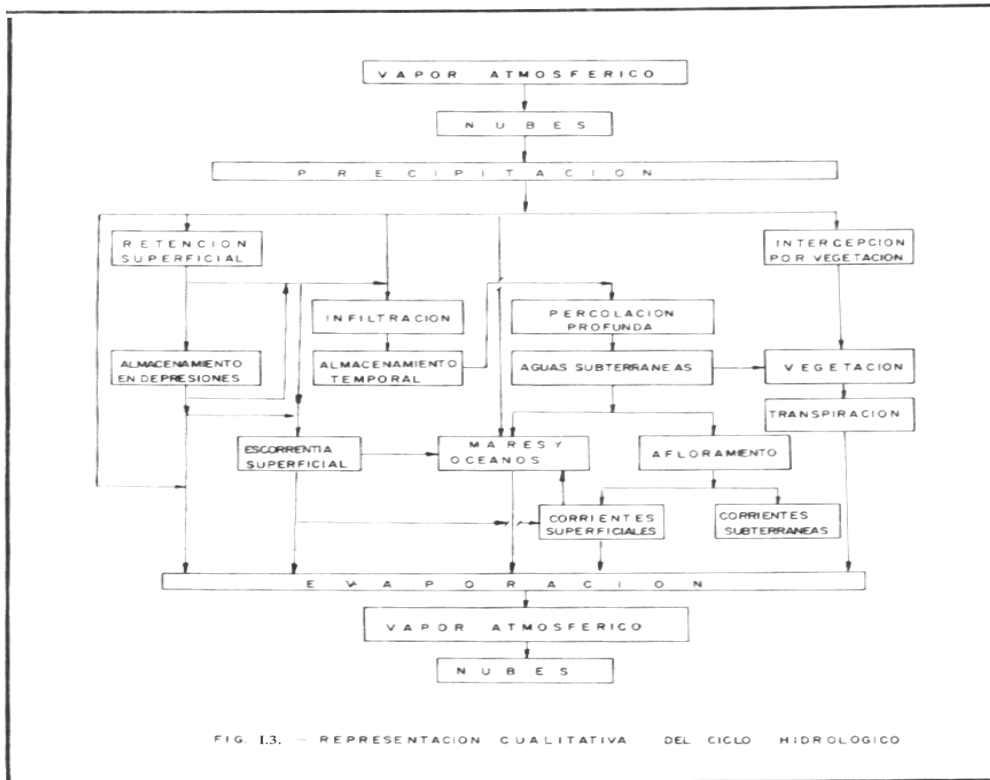 VAPOR ATMOSFERICO
NUBES
PRECIPITACION
RETENCION
SUPERFICIAL
INTERCEPCION
POR VEGETACION
INFILTRACION
PERCOLACION
PROFUNDA
ALMACENAMIENTO
EN DEPRESIONES
ALMACENAMIENTO
TEMPORAL
AGUAS SUBTERRANEAS
VEGETACION
TRANSPIRACION
ESCORRENTIA
SUPERFICIAL
MARES Y
OCEANOS
AFLORAMIENTO
CORRIENTES
SUPERFICIALES
CORRIENTES
SUBTERRANEAS
EVAPORACION
VAPOR ATMOSFERICO
NUBES
FIG. I.3. - REPRESENTACION CUALITATIVA DEL CICLO HIDROLOGICO